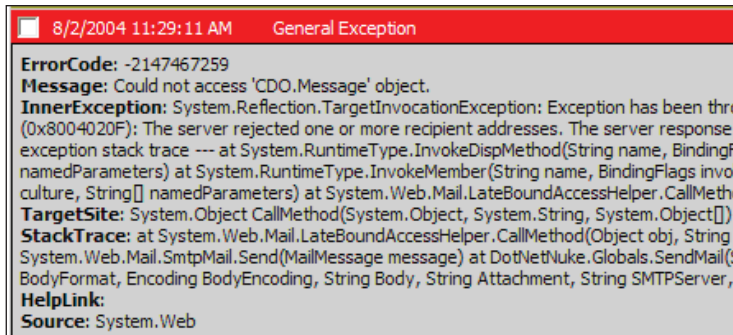 8/2/2004 11:29:11 AM General Exception
ErrorCode: -2147467259
Message: Could not access 'CDO.Message' object.
InnerException: System.Reflection.TargetInvocationException: Exception has been thr
(0x8004020F): The server rejected one or more recipient addresses. The server response
exception stack trace --- at System.RuntimeType.InvokeDispMethod(String name, Binding
namedParameters) at System.RuntimeType.InvokeMember(String name, BindingFlags invo
culture, String[] namedParameters) at System.Web.Mail.LateBoundAccessHelper.CallMeth
TargetSite: System.Object CallMethod(System.Object, System.String, System.Object[])
StackTrace: at System.Web.Mail.LateBoundAccessHelper.CallMethod(Object obj, String
System.Web.Mail.SmtpMail.Send(MailMessage message) at DotNetNuke.Globals.SendMail(
BodyFormat, Encoding BodyEncoding, String Body, String Attachment, String SMTPServer,
HelpLink:
Source: System.Web